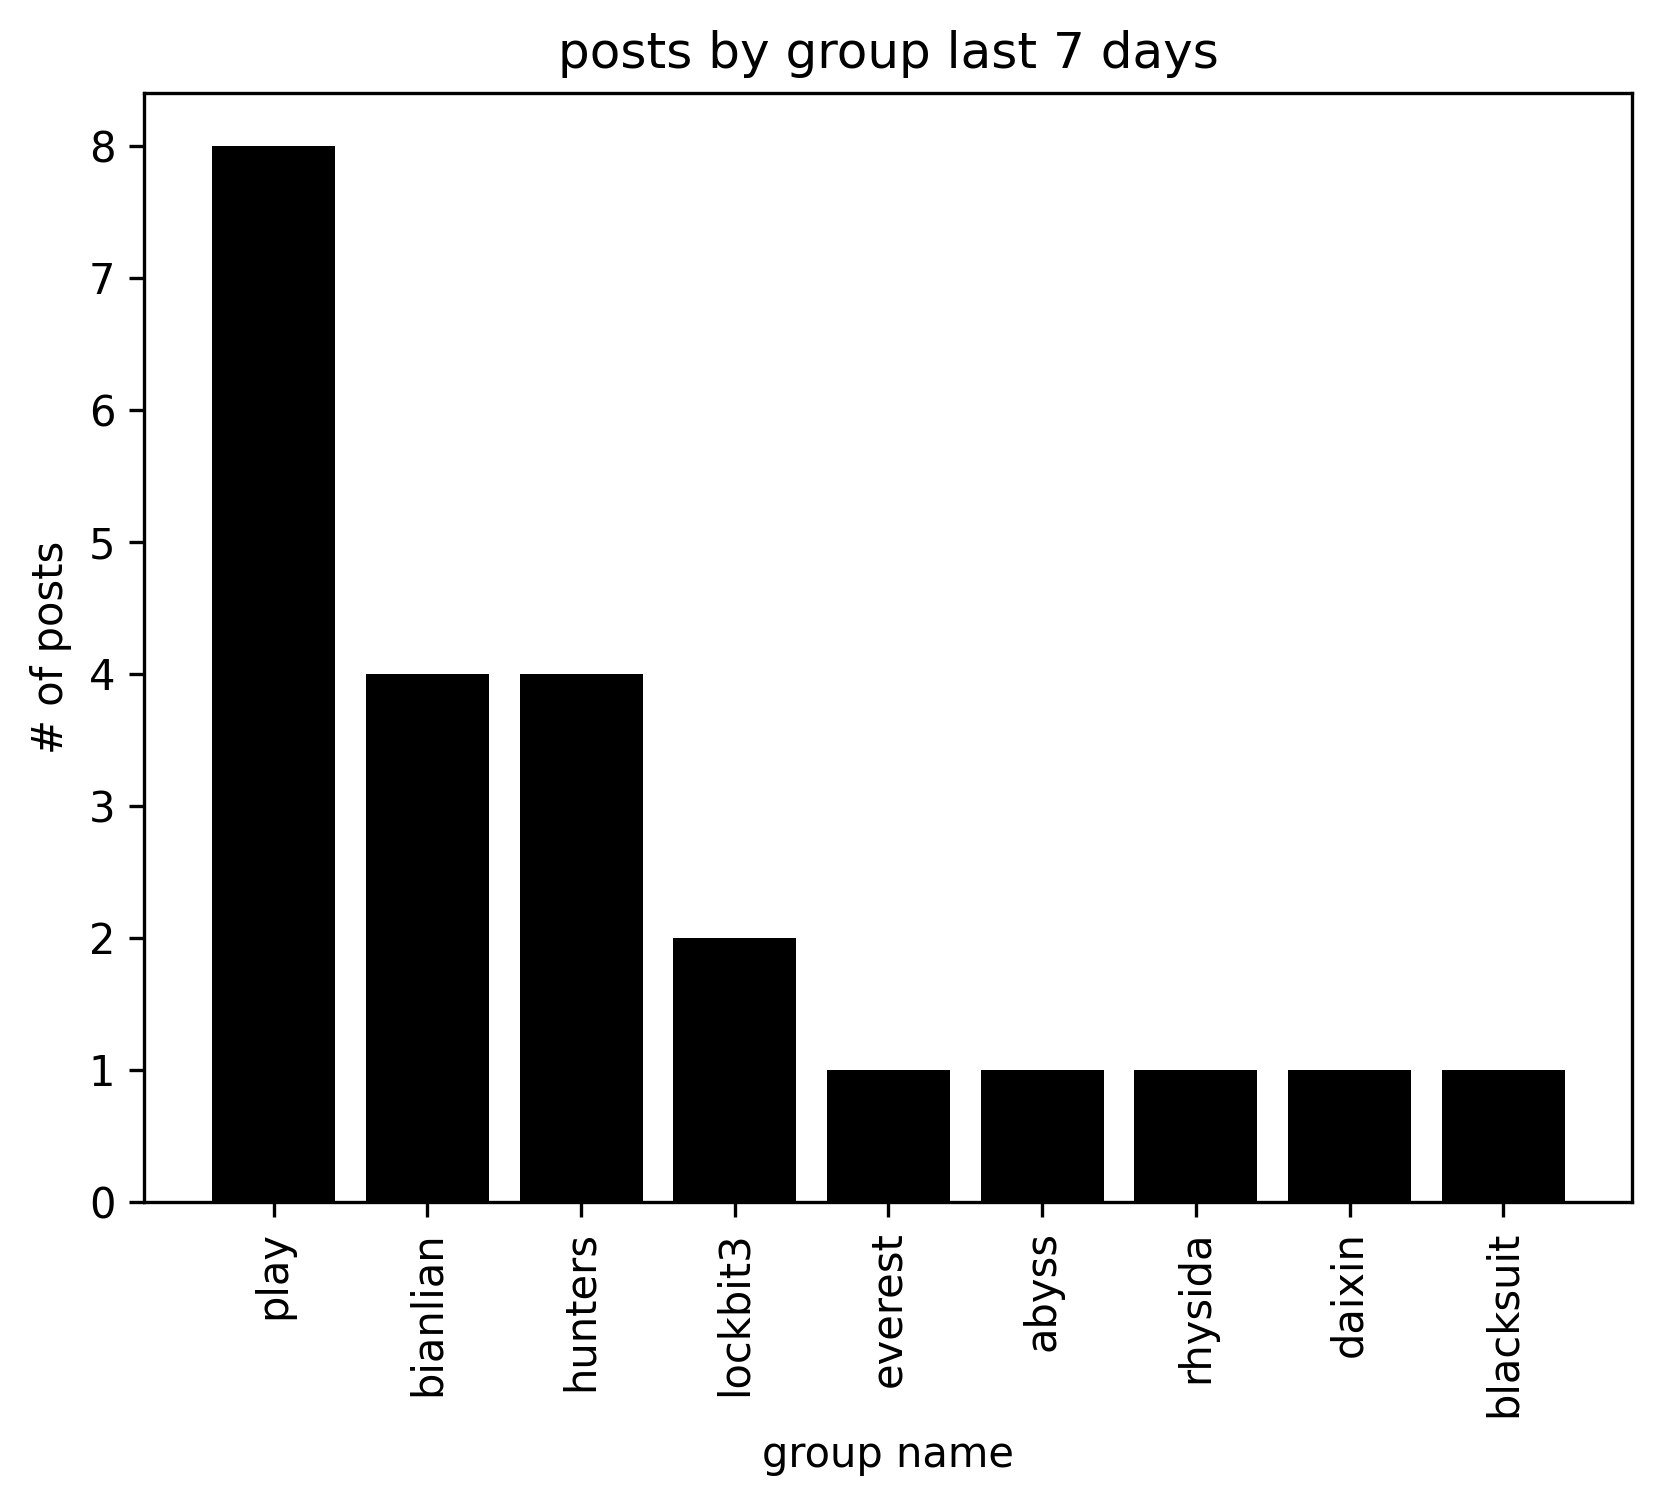 posts by group last 7 days
# of posts
8
7
6
5
4
3
2
1
0
play
bianlian
hunters
lockbit3
everest
abyss
rhysida
daixin
blacksuit
group name